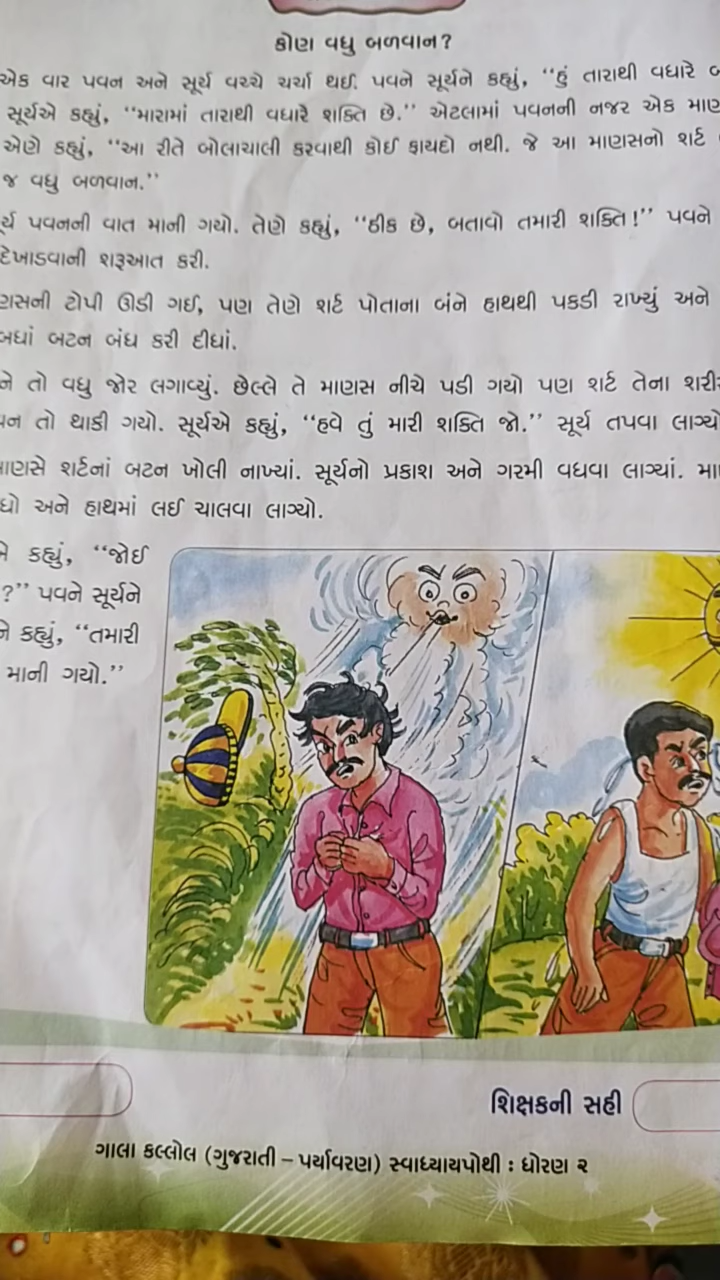 કોણ વધુ બળવાન?
એક વાર પવન અને સૂર્ય વચ્ચે ચર્ચા થઈ. પવને સૂર્યને કહ્યું, “હું તારાથી વધારે
સૂર્યએ કહ્યું, “મારામાં તારાથી વધારે શક્તિ છે.” એટલામાં પવનની નજર એક
એણે કહ્યું, “આ રીતે બોલાચાલી કરવાથી કોઈ ફાયદો નથી. જે આ માણસનો શર્ટ
જ વધુ બળવાન.”
પવનની વાત માની ગયો. તેણે કહ્યું, “ઠીક છે, બતાવો તમારી શક્તિ!” પવને
દેખાડવાની શરૂઆત કરી.
ટોપી ઊડી ગઈ, પણ તેણે શર્ટ પોતાના બંને હાથથી પકડી રાખ્યું અને
બધાં બટન બંધ કરી દીધાં.
તો વધુ જોર લગાવ્યું. છેલ્લે તે માણસ નીચે પડી ગયો પણ શર્ટ તેના
તો થાકી ગયો. સૂર્યએ કહ્યું, “હવે તું મારી શક્તિ જો.” સૂર્ય તપવા લાગ્યો
શર્ટનાં બટન ખોલી નાખ્યાં. સૂર્યનો પ્રકાશ અને ગરમી વધવા લાગ્યાં.
અને હાથમાં લઈ ચાલવા લાગ્યો.
કહ્યું, “જોઈ
?” પવને સૂર્યને
કહ્યું, “તમારી
માની ગયો.”
શિક્ષકની સહી
ગાલા કલ્લોલ (ગુજરાતી – પર્યાવરણ) સ્વાધ્યાયપોથી : ધોરણ ૨